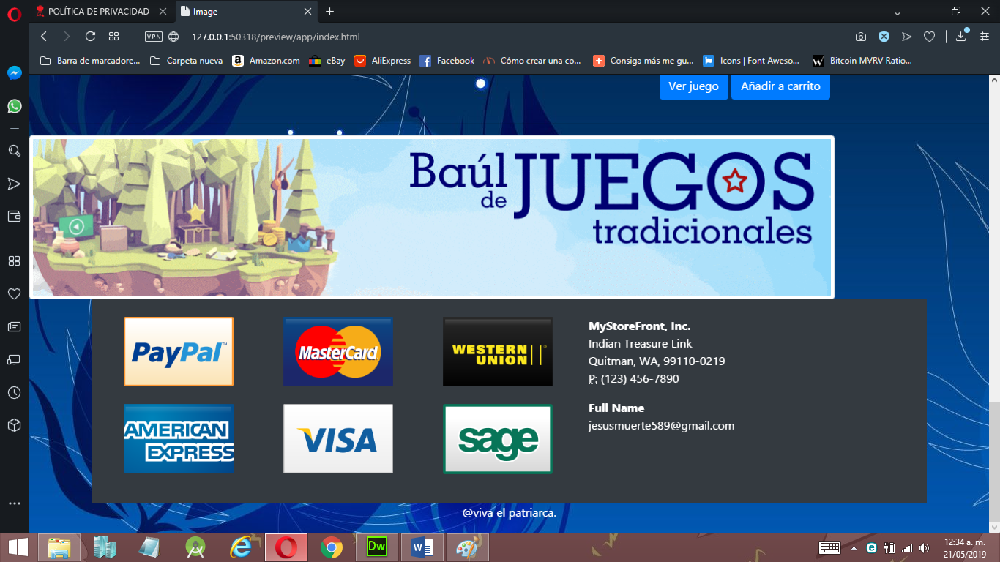 POLÍTICA DE PRIVACIDAD
Image
VPN
127.0.0.1:50318/preview/app/index.html
Barra de marcadore...
Carpeta nueva
a
Amazon.com
eBay
AliExpress
f
Facebook
Cómo crear una co...
Consiga más me gu...
Icons | Font Aweso...
W
Bitcoin MVRV Ratio...
Ver juego
Añadir a carrito
Baúl
de
JUEGOS
tradicionales
PayPal™
MasterCard
WESTERN
UNION®
MyStoreFront, Inc.
Indian Treasure Link
Quitman, WA, 99110-0219
P: (123) 456-7890
AMERICAN
EXPRESS
VISA
sage
Full Name
jesusmuerte589@gmail.com
@viva el patriarca.
Dw
12:34 a. m.
21/05/2019